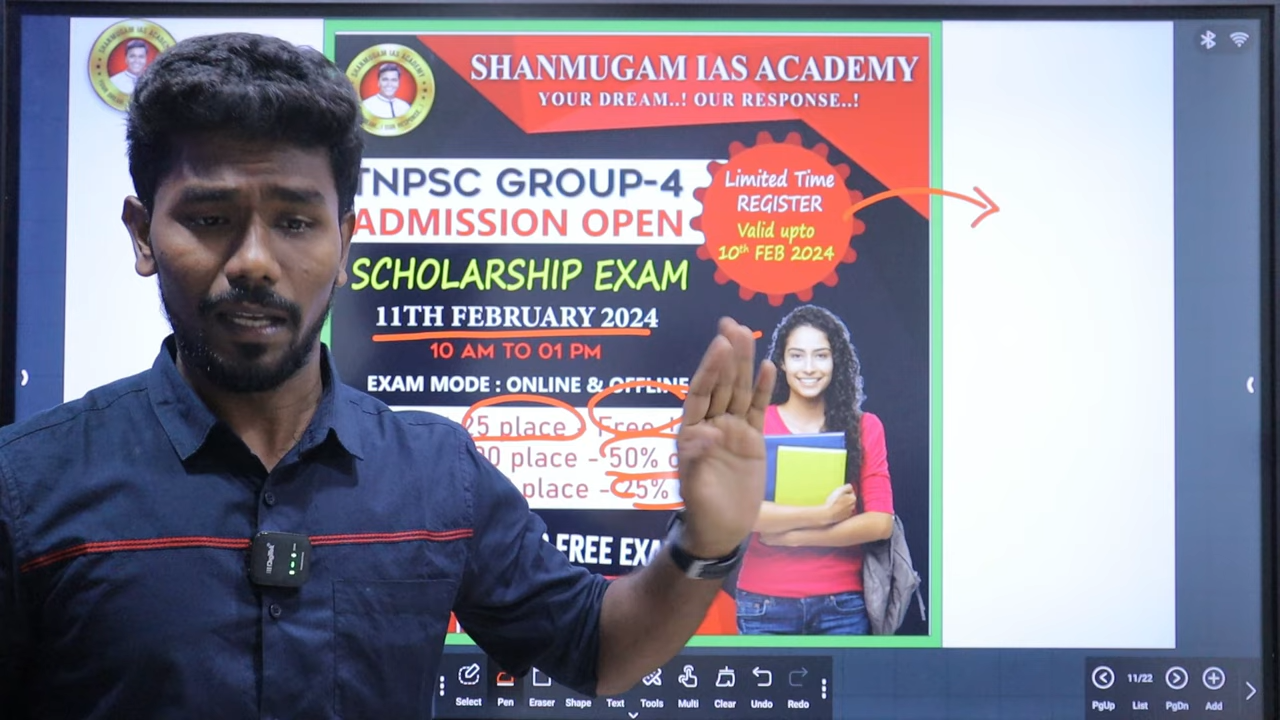 SHANMUGAM IAS ACADEMY
YOUR DREAM..! OUR RESPONSE..!
SHANMUGAM IAS ACADEMY
TNPSC GROUP-4
ADMISSION OPEN
Limited Time
REGISTER
Valid upto
10th FEB 2024
SCHOLARSHIP EXAM
11TH FEBRUARY 2024
10 AM TO 01 PM
EXAM MODE : ONLINE & OFFLINE
25 place - Free
place - 50%
place - 25%
FREE
Select Pen Eraser Shape Text Tools Multi Clear Undo Redo
11/22
PgUp List PgDn Add